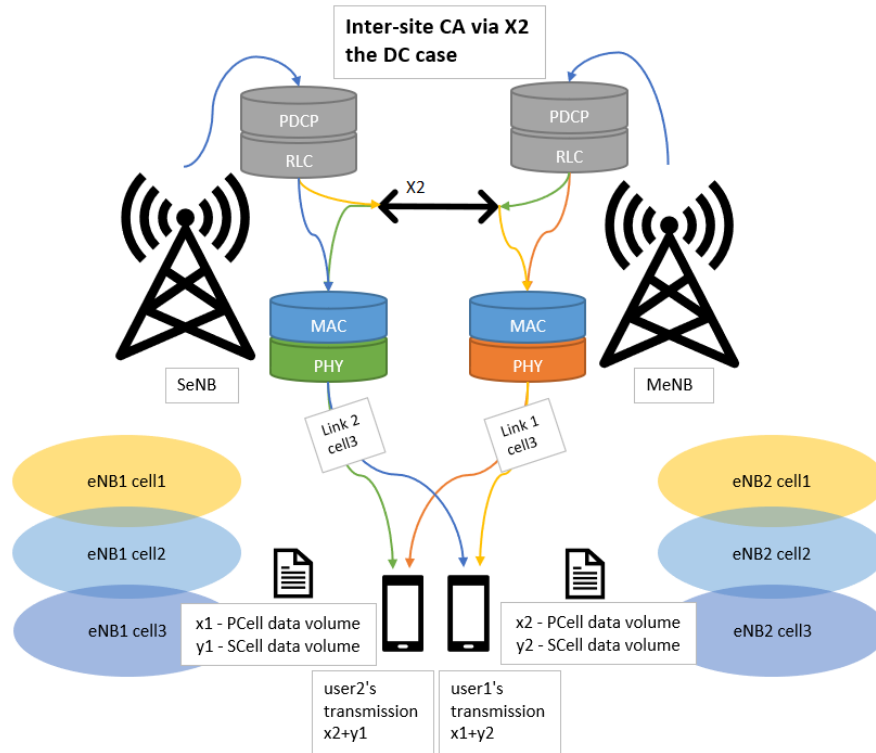 Inter-site CA via X2
the DC case
PDCP
RLC
PDCP
RLC
X2
MAC
PHY
MAC
PHY
SeNB
MeNB
Link 2
cell3
Link 1
cell3
eNB1 cell1
eNB1 cell2
eNB1 cell3
eNB2 cell1
eNB2 cell2
eNB2 cell3
x1 - PCell data volume
y1 - SCell data volume
x2 - PCell data volume
y2 - SCell data volume
user2's
transmission
x2+y1
user1's
transmission
x1+y2